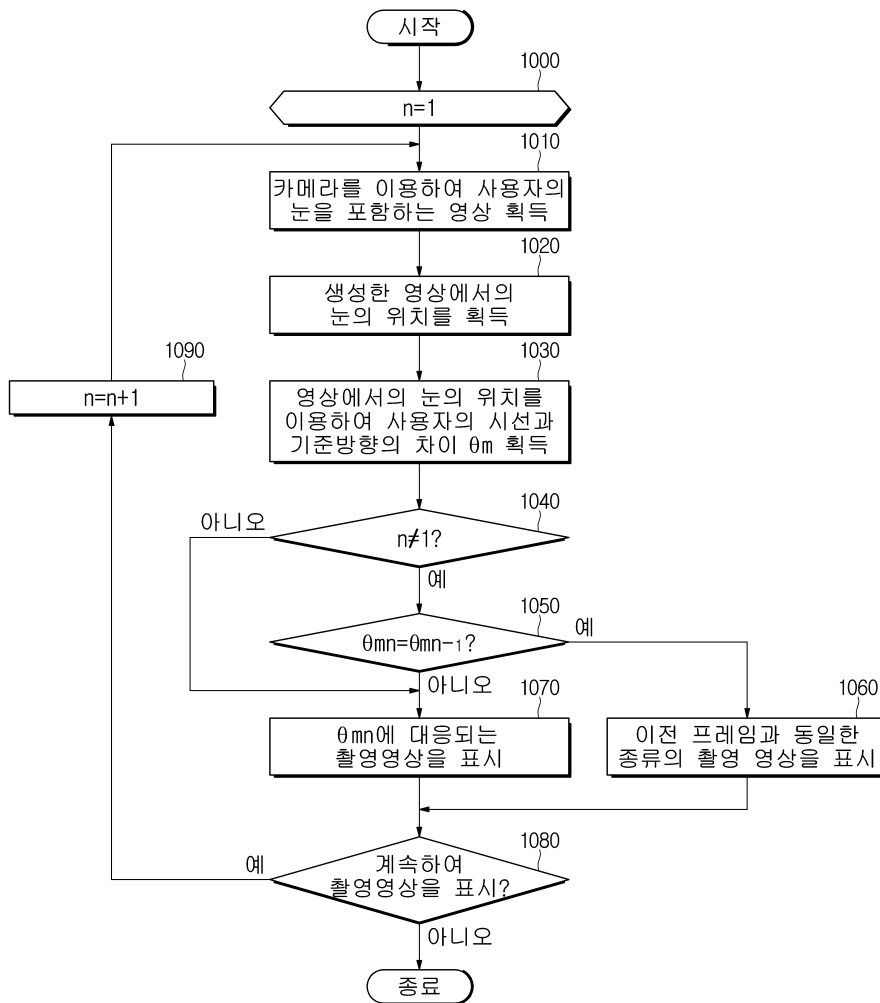 시작
1000
n=1
1010
카메라를 이용하여 사용자의
눈을 포함하는 영상 획득
1020
생성한 영상에서의
눈의 위치를 획득
1090
n=n+1
1030
영상에서의 눈의 위치를
이용하여 사용자의 시선과
기준방향의 차이 θm 획득
1040
아니오
n≠1?
예
1050
θmn=θmn-1?
예
아니오
1070
θmn에 대응되는
촬영영상을 표시
1060
이전 프레임과 동일한
종류의 촬영 영상을 표시
1080
예
계속하여
촬영영상을 표시?
아니오
종료